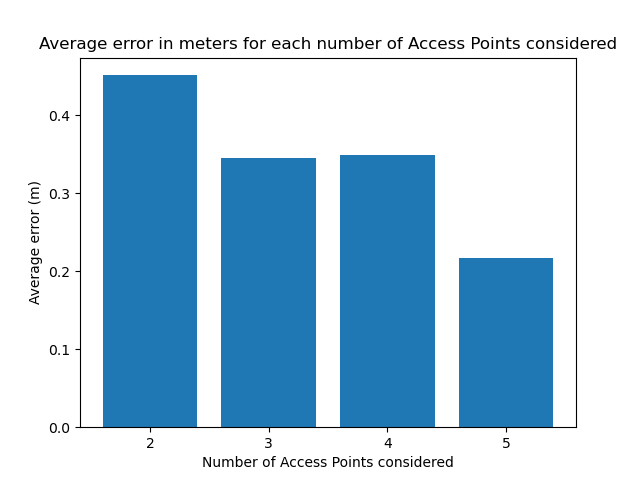 Average error in meters for each number of Access Points considered
0.4
0.3
0.2
0.1
0.0
Average error (m)
2 3 4 5
Number of Access Points considered